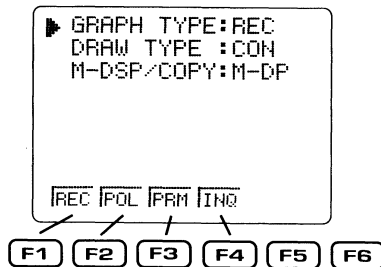 GRAPH TYPE:REC
DRAW TYPE :CON
M-DSP/COPY:M-DP
REC POL PRM INQ
F1 F2 F3 F4 F5 F6